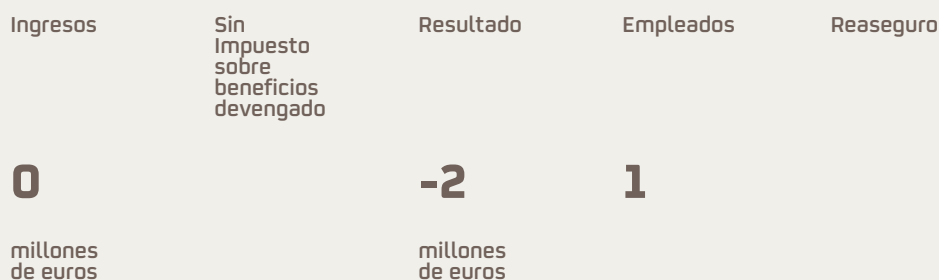 Ingresos
Sin
Impuesto
sobre
beneficios
devengado
Resultado
Empleados
Reaseguro
0
-2
1
millones
de euros
millones
de euros